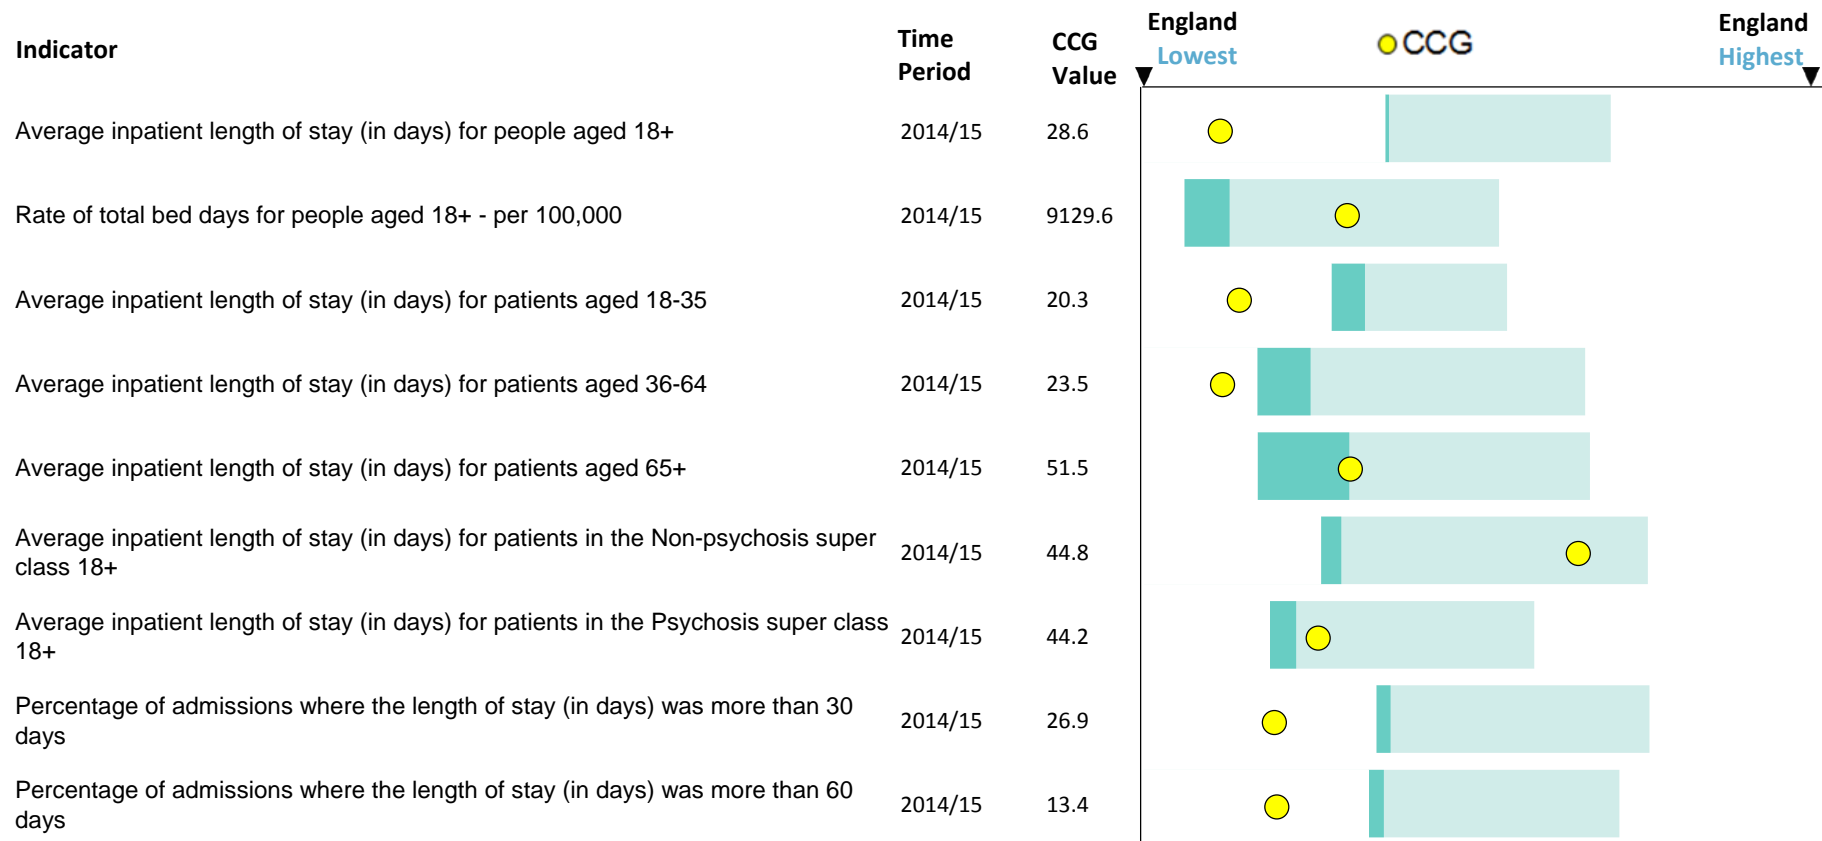 Indicator
Time
Period
CCG
Value
England
Lowest
CCG
England
Highest
Average inpatient length of stay (in days) for people aged 18+ 2014/15 28.6
Rate of total bed days for people aged 18+ - per 100,000 2014/15 9129.6
Average inpatient length of stay (in days) for patients aged 18-35 2014/15 20.3
Average inpatient length of stay (in days) for patients aged 36-64 2014/15 23.5
Average inpatient length of stay (in days) for patients aged 65+ 2014/15 51.5
Average inpatient length of stay (in days) for patients in the Non-psychosis super
class 18+
2014/15 44.8
Average inpatient length of stay (in days) for patients in the Psychosis super class
18+
2014/15 44.2
Percentage of admissions where the length of stay (in days) was more than 30
days
2014/15 26.9
Percentage of admissions where the length of stay (in days) was more than 60
days
2014/15 13.4